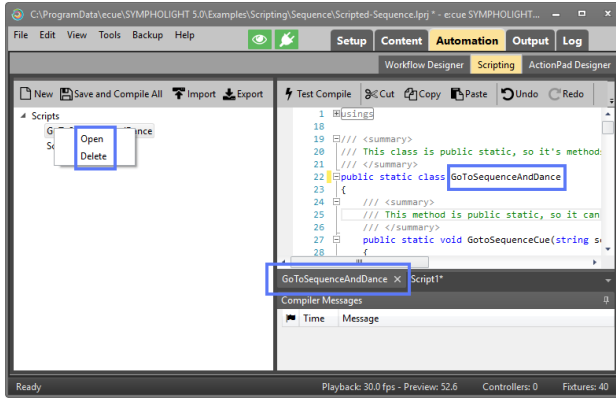 C:\ProgramData\ecue\SYMPHOLIGHT 5.0\Examples\Scripting\Sequence\Scripted-Sequence.lprj * - e:cue SYMPHOLIGHT...
File Edit View Tools Backup Help
Setup Content Automation Output Log
Workflow Designer Scripting ActionPad Designer
New Save and Compile All Import Export
Test Compile Cut Copy Paste Undo Redo
Scripts
Open
Delete
1 usings
18
19 /// <summary>
20 /// This class is public static, so it's method
21 /// </summary>
22 public static class GoToSequenceAndDance
23 {
24 /// <summary>
25 /// This method is public static, so it can
26 /// </summary>
27 public static void GotoSequenceCue(string
28 {
GoToSequenceAndDance × Script1*
Compiler Messages
Time Message
Ready Playback: 30.0 fps - Preview: 52.6 Controllers: 0 Fixtures: 40